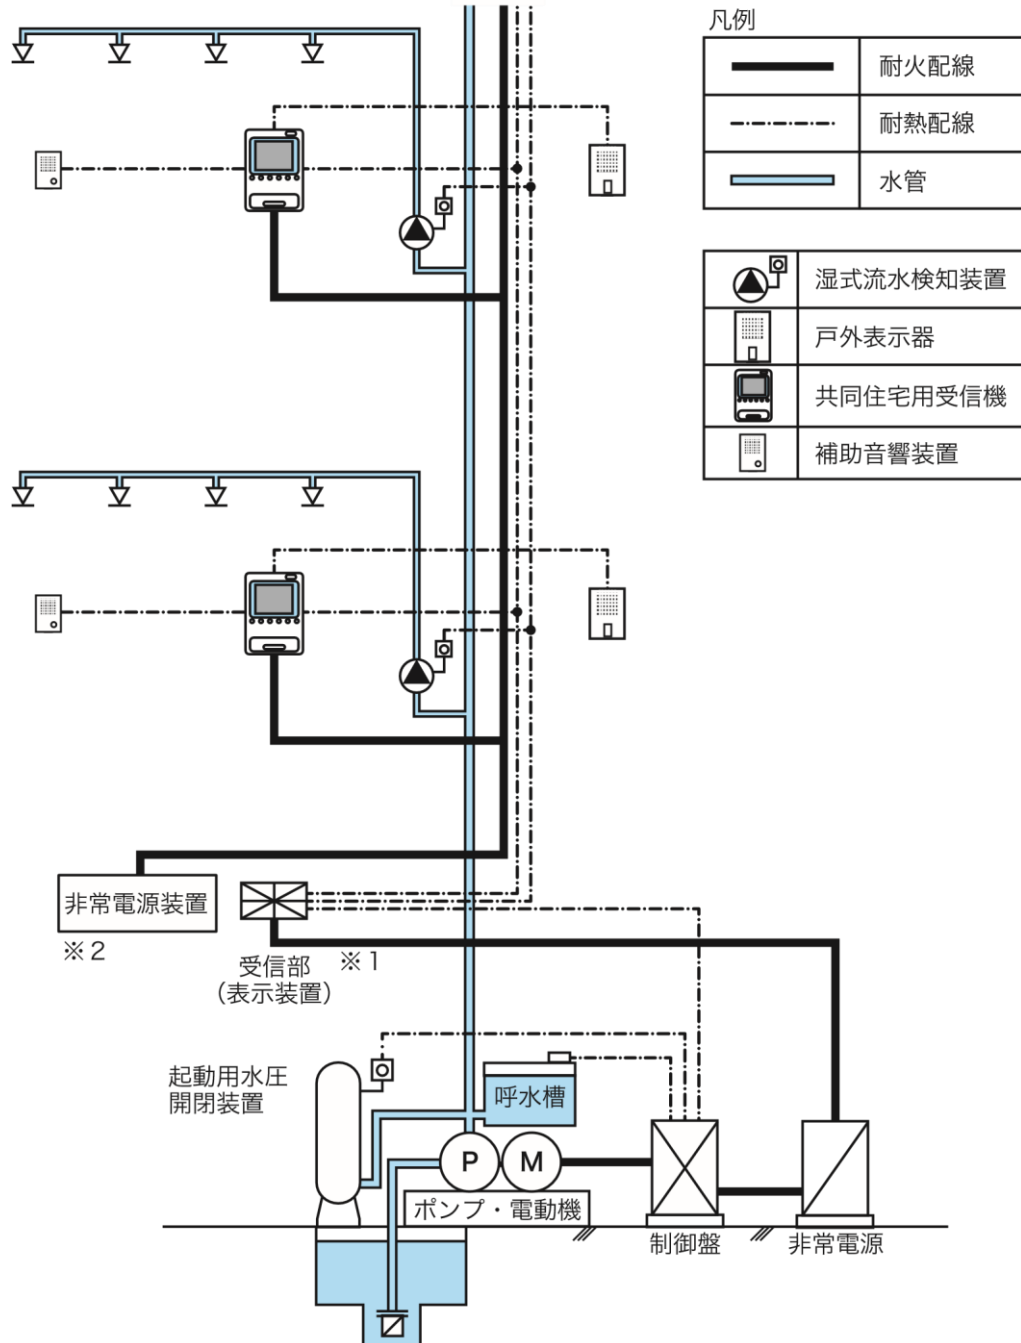 凡例
耐火配線
耐熱配線
水管
湿式流水検知装置
戸外表示器
共同住宅用受信機
補助音響装置
非常電源装置
※2
受信部
(表示装置)
※1
起動用水圧
開閉装置
呼水槽
P
M
ポンプ・電動機
制御盤
非常電源